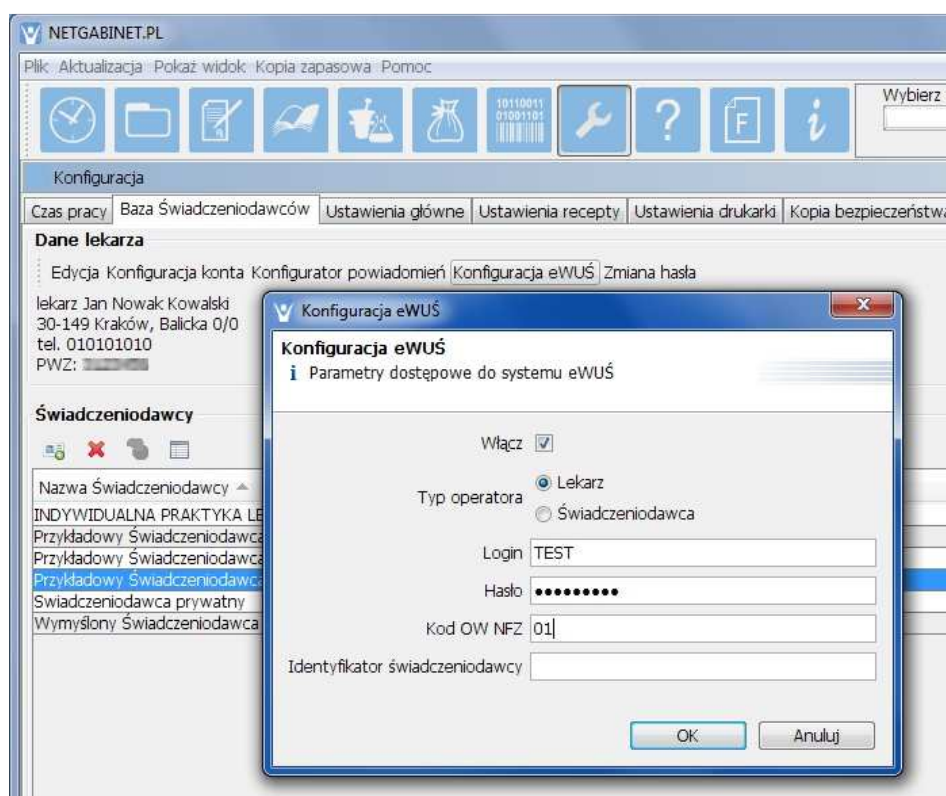 NETGABINET.PL
Plik Aktualizacja Pokaż widok Kopia zapasowa Pomoc
10110011
01001101
?
F
i
Wybierz
Konfiguracja
Czas pracy Baza Świadczeniodawców Ustawienia główne Ustawienia recepty Ustawienia drukarki Kopia bezpieczeństwa
Dane lekarza
Edycja Konfiguracja konta Konfigurator powiadomień Konfiguracja eWUŚ Zmiana hasła
lekarz Jan Nowak Kowalski
30-149 Kraków, Balicka 0/0
tel. 010101010
PWZ:
Świadczeniodawcy
Nazwa Świadczeniodawcy
INDYWIDUALNA PRAKTYKA LE
Przykładowy Świadczeniodawca
Przykładowy Świadczeniodawca
Przykładowy Świadczeniodawca
Swiadczeniodawca prywatny
Wymyślony Świadczeniodawca
Konfiguracja eWUŚ
Konfiguracja eWUŚ
i Parametry dostępowe do systemu eWUŚ
Włącz
Typ operatora
Lekarz
Świadczeniodawca
Login TEST
Hasło •••••••••
Kod OW NFZ 01
Identyfikator świadczeniodawcy
OK Anuluj